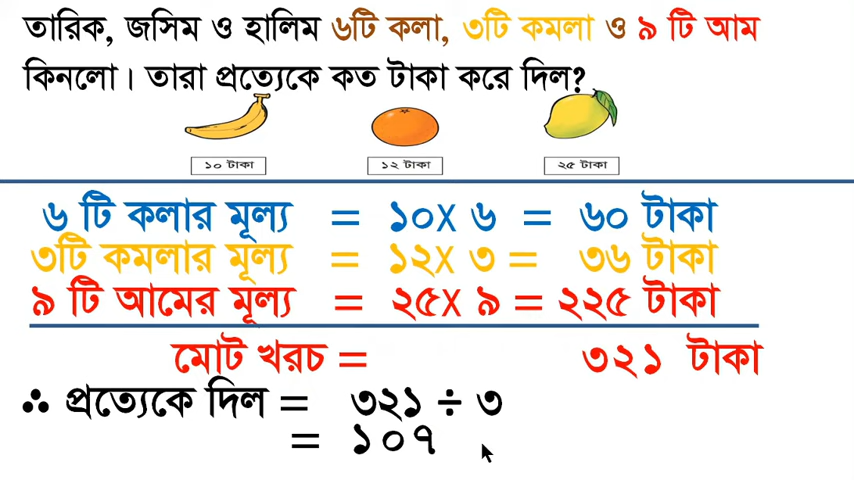 তারিক, জসিম ও হালিম ৬টি কলা, ৩টি কমলা ও ৯ টি আম
কিনলো। তারা প্রত্যেকে কত টাকা করে দিল?
১০ টাকা ১২ টাকা ২৫ টাকা
৬ টি কলার মূল্য = ১০X ৬ = ৬০ টাকা
৩টি কমলার মূল্য = ১২X ৩ = ৩৬ টাকা
৯ টি আমের মূল্য = ২৫X ৯ = ২২৫ টাকা
মোট খরচ = ৩২১ টাকা
∴ প্রত্যেকে দিল = ৩২১ ÷ ৩
= ১০৭